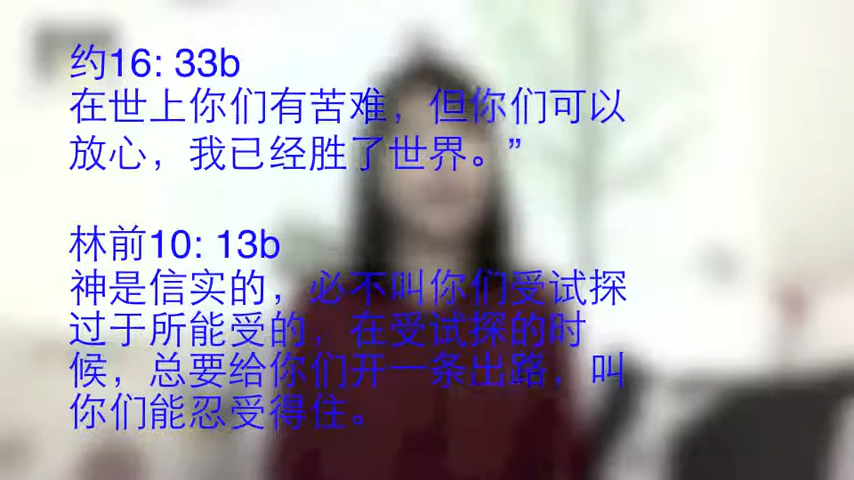 约16: 33b
在世上你们有苦难，但你们可以
放心，我已经胜了世界。”
林前10: 13b
神是信实的，必不叫你们受试探
过于所能受的，在受试探的时
候，总要给你们开一条出路，叫
你们能忍受得住。